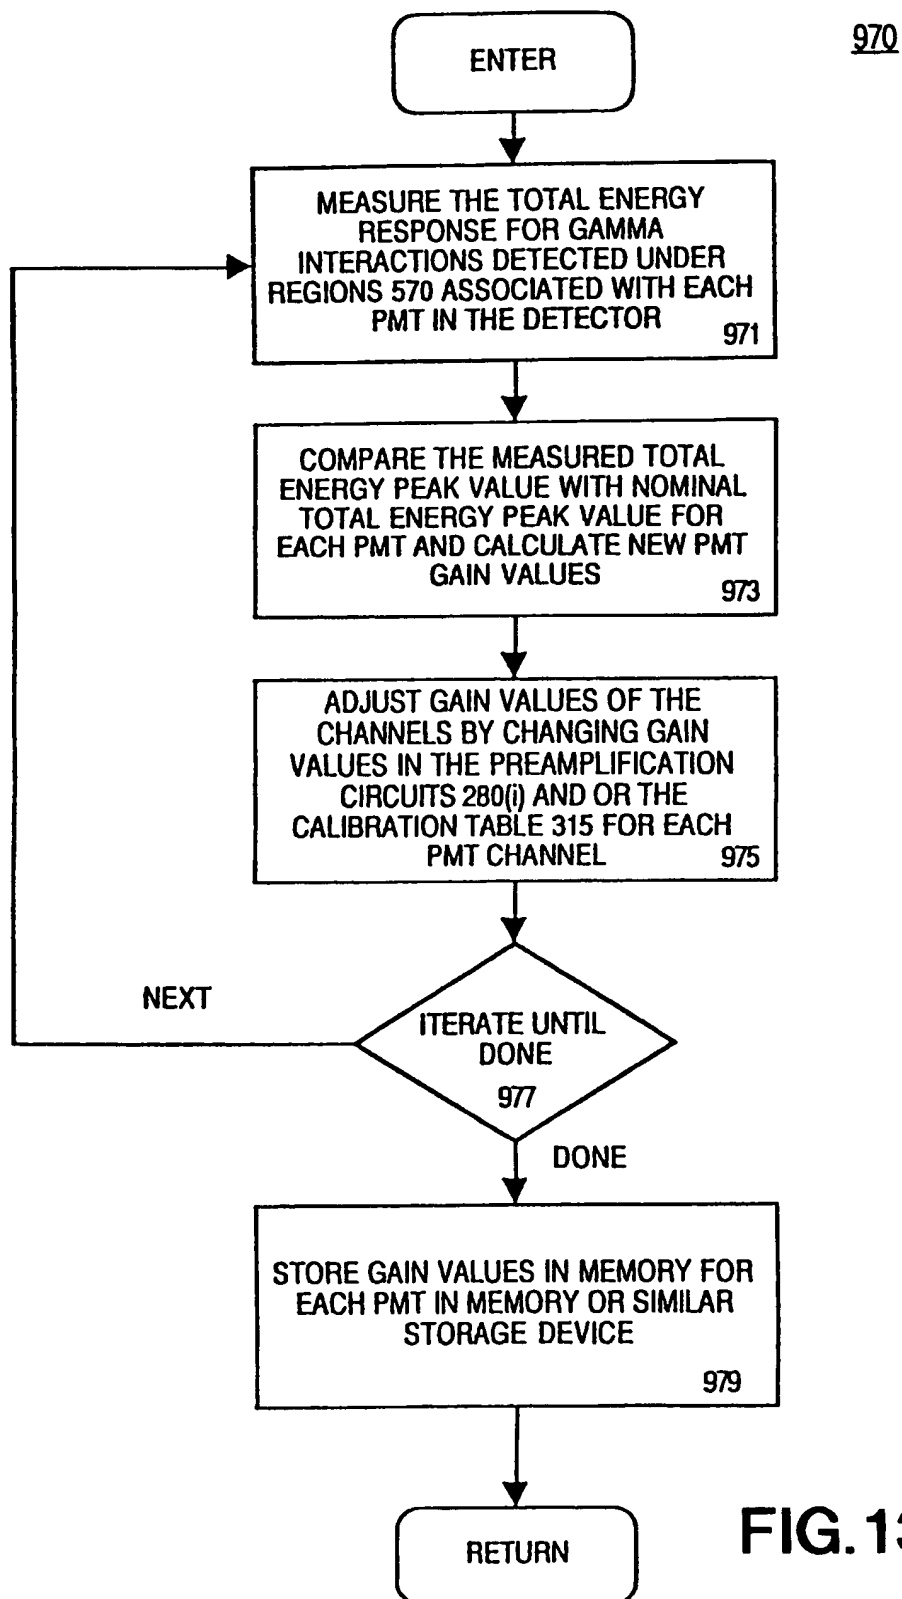 970
ENTER
MEASURE THE TOTAL ENERGY
RESPONSE FOR GAMMA
INTERACTIONS DETECTED UNDER
REGIONS 570 ASSOCIATED WITH EACH
PMT IN THE DETECTOR
971
COMPARE THE MEASURED TOTAL
ENERGY PEAK VALUE WITH NOMINAL
TOTAL ENERGY PEAK VALUE FOR
EACH PMT AND CALCULATE NEW PMT
GAIN VALUES
973
ADJUST GAIN VALUES OF THE
CHANNELS BY CHANGING GAIN
VALUES IN THE PREAMPLIFICATION
CIRCUITS 280(i) AND OR THE
CALIBRATION TABLE 315 FOR EACH
PMT CHANNEL
975
NEXT
ITERATE UNTIL
DONE
977
DONE
STORE GAIN VALUES IN MEMORY FOR
EACH PMT IN MEMORY OR SIMILAR
STORAGE DEVICE
979
RETURN
FIG.13